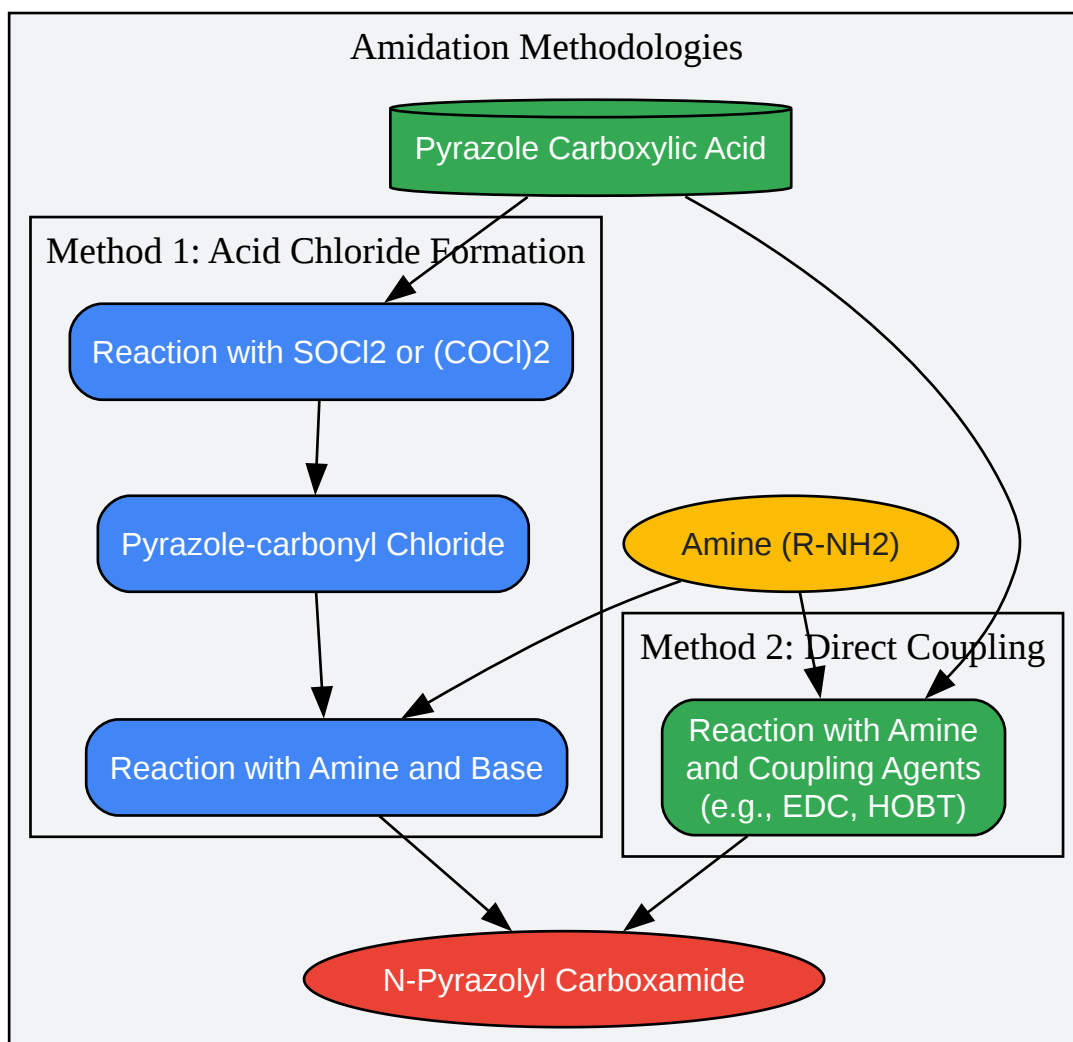 Amidation Methodologies
Pyrazole Carboxylic Acid
Method 1: Acid Chloride Formation
Reaction with SOCl2 or (COCl)2
Pyrazole-carbonyl Chloride
Amine (R-NH2)
Method 2: Direct Coupling
Reaction with Amine and Base
Reaction with Amine
and Coupling Agents
(e.g., EDC, HOBT)
N-Pyrazolyl Carboxamide